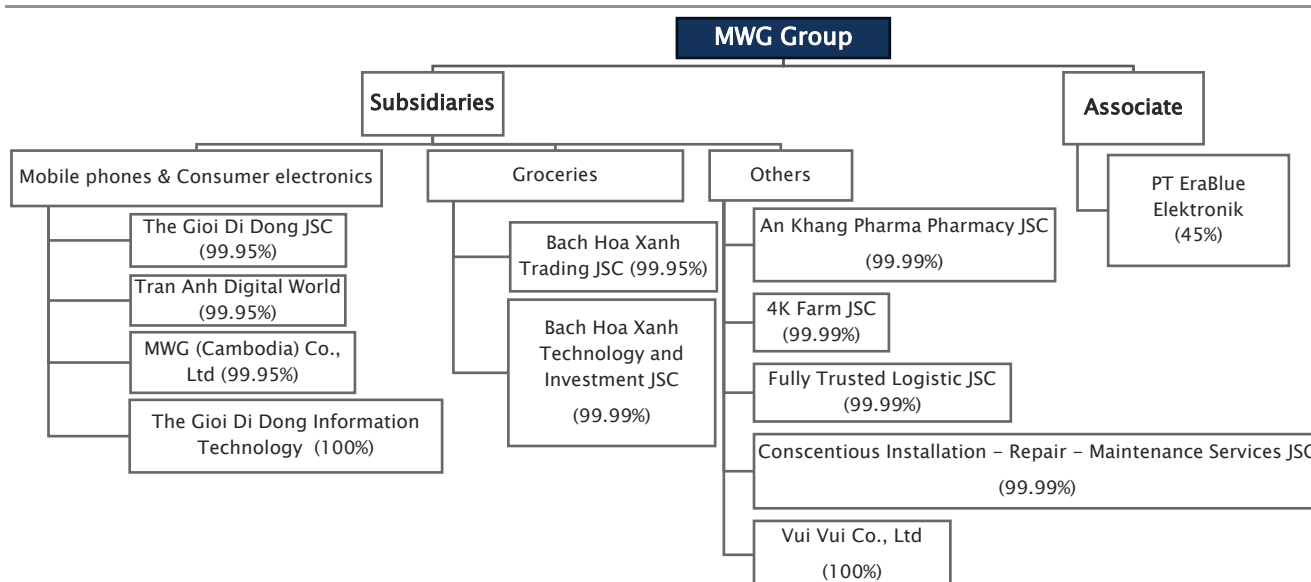 MWG Group
Subsidiaries
Associate
Mobile phones & Consumer electronics
Groceries
Others
PT EraBlue
Elektronik
(45%)
The Gioi Di Dong JSC
(99.95%)
Tran Anh Digital World
(99.95%)
MWG (Cambodia) Co.,
Ltd (99.95%)
The Gioi Di Dong Information
Technology (100%)
Bach Hoa Xanh
Trading JSC (99.95%)
Bach Hoa Xanh
Technology and
Investment JSC
(99.99%)
An Khang Pharma Pharmacy JSC
(99.99%)
4K Farm JSC
(99.99%)
Fully Trusted Logistic JSC
(99.99%)
Conscentious Installation – Repair – Maintenance Services JSC
(99.99%)
Vui Vui Co., Ltd
(100%)